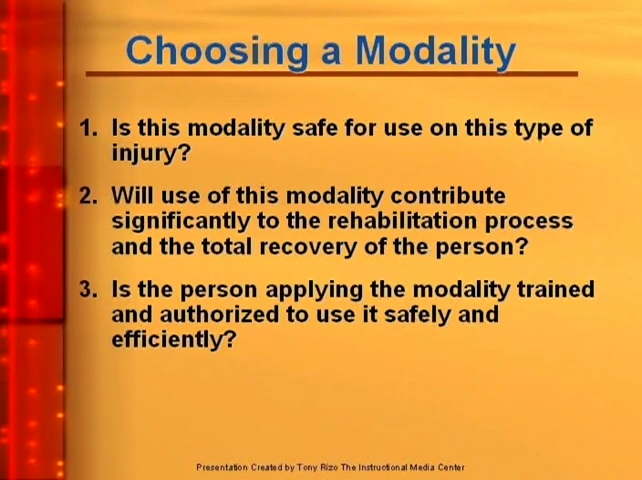 Choosing a Modality
1. Is this modality safe for use on this type of
injury?
2. Will use of this modality contribute
significantly to the rehabilitation process
and the total recovery of the person?
3. Is the person applying the modality trained
and authorized to use it safely and
efficiently?
Presentation Created by Tony Rizo The Instructional Media Center